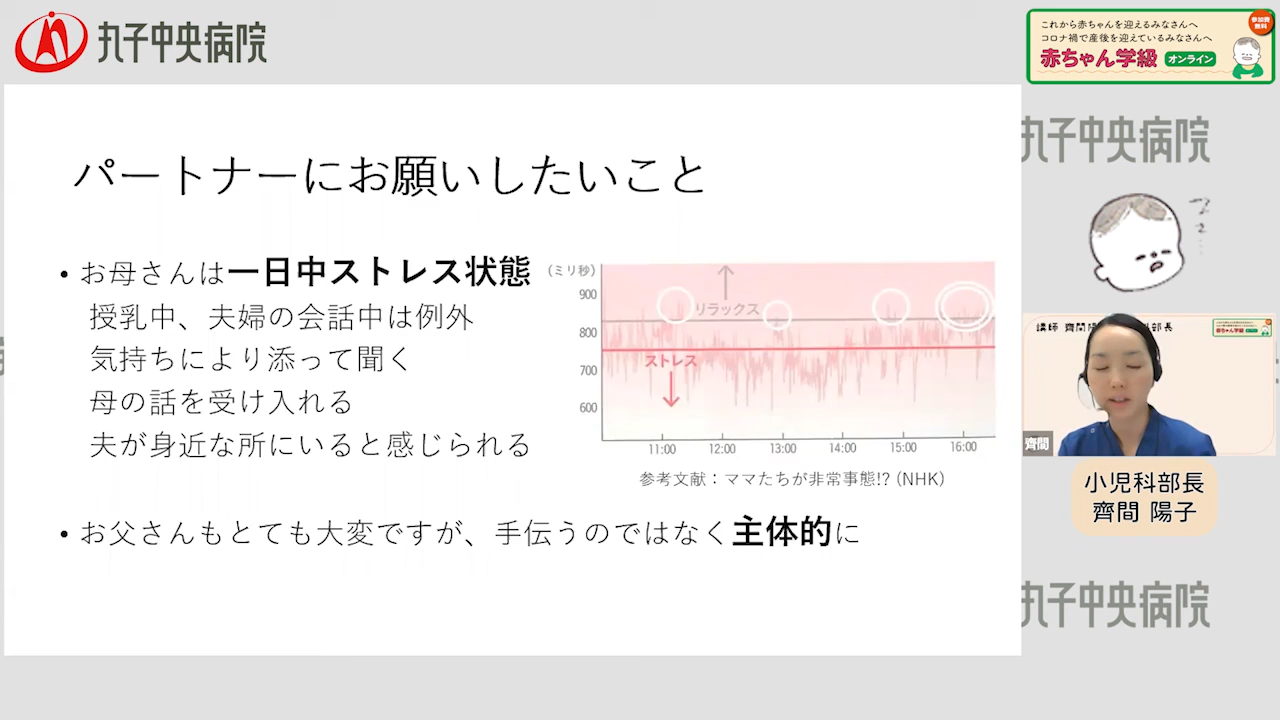 丸子中央病院
これから赤ちゃんを迎えるみなさんへ
コロナ禍で産後を迎えているみなさんへ
赤ちゃん学級 オンライン
参加費
無料
丸子中央病院
パートナーにお願いしたいこと
• お母さんは一日中ストレス状態
授乳中、夫婦の会話中は例外
気持ちにより添って聞く
母の話を受け入れる
夫が身近な所にいると感じられる
(ミリ秒)
900
800
700
600
リラックス
ストレス
11:00 12:00 13:00 14:00 15:00 16:00
参考文献:ママたちが非常事態!? (NHK)
• お父さんもとても大変ですが、手伝うのではなく主体的に
赤ちゃん学級
齊間
小児科部長
齊間 陽子
丸子中央病院